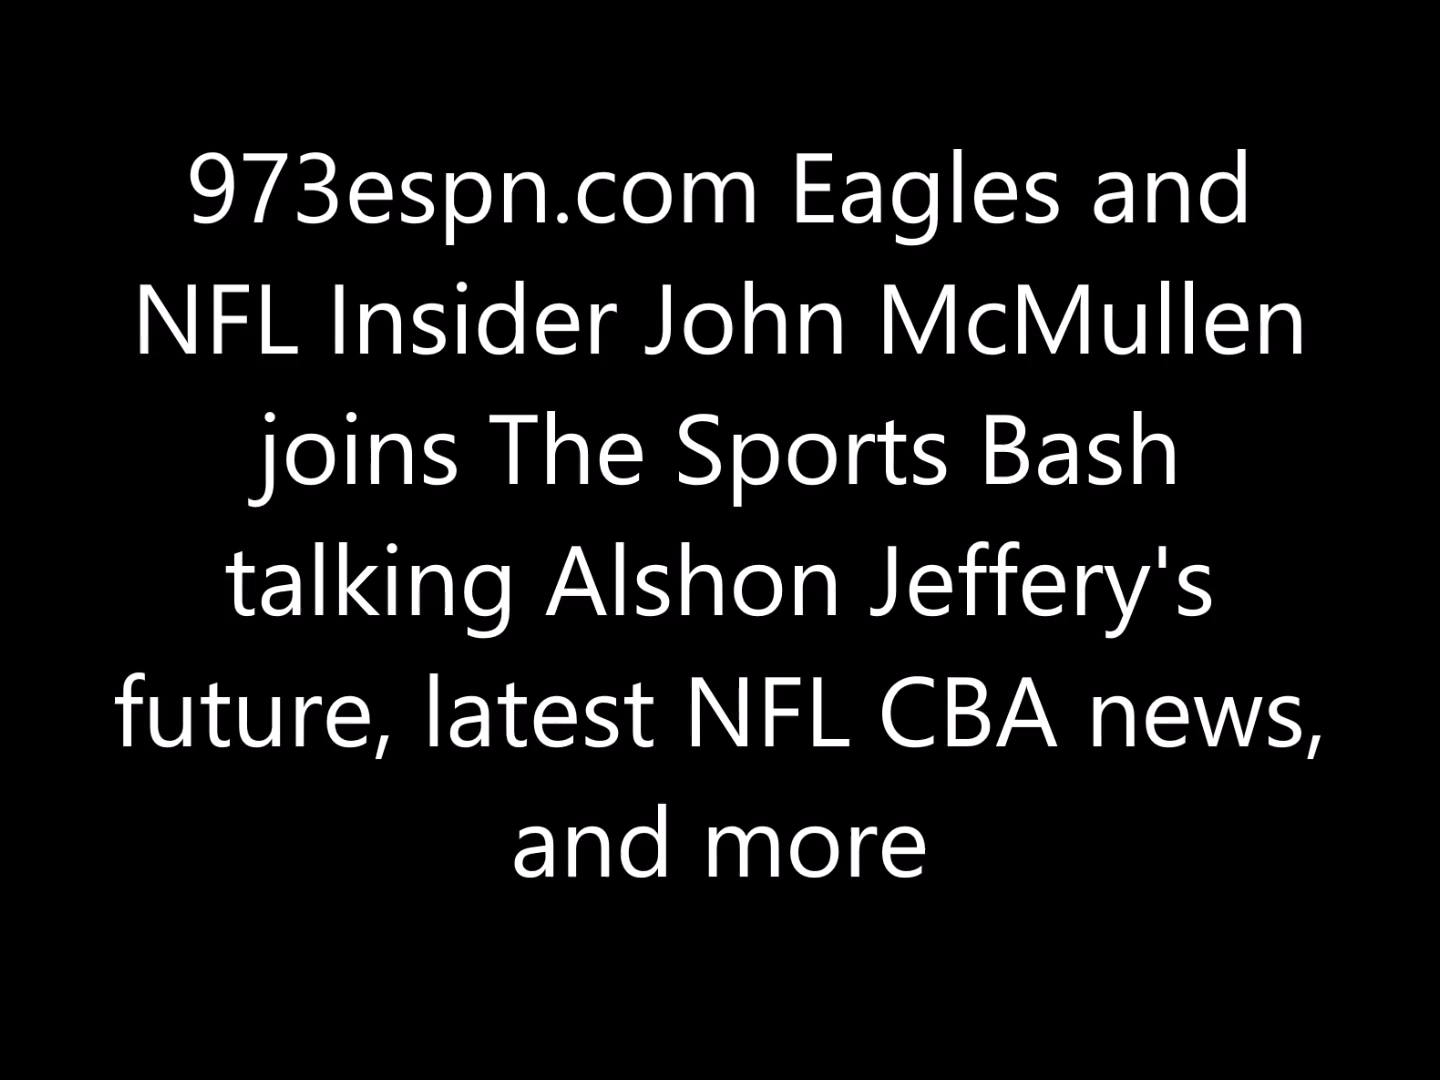 973espn.com Eagles and
NFL Insider John McMullen
joins The Sports Bash
talking Alshon Jeffery's
future, latest NFL CBA news,
and more